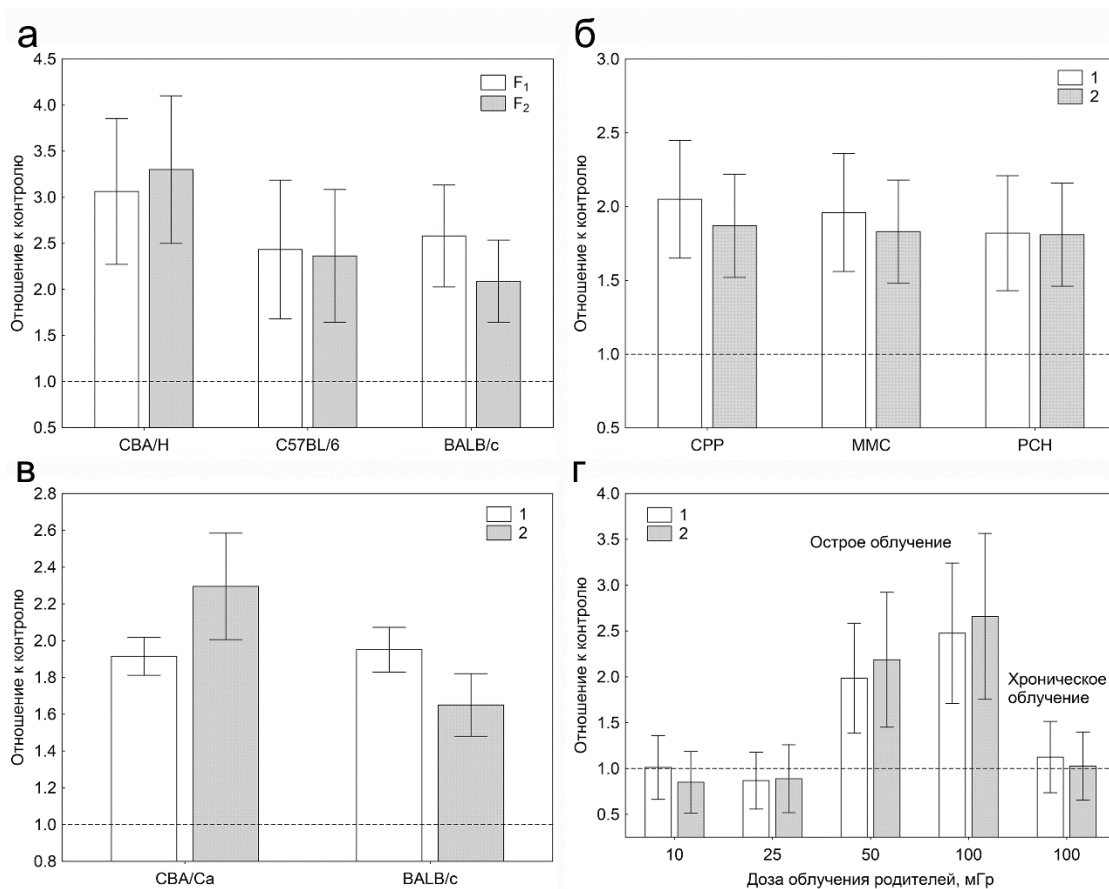 а
Отношение к контролю
4.5
4.0
3.5
3.0
2.5
2.0
1.5
1.0
0.5
F1
F2
CBA/H C57BL/6 BALB/c
б
Отношение к контролю
3.0
2.5
2.0
1.5
1.0
0.5
1
2
CPP MMC PCH
в
Отношение к контролю
2.8
2.6
2.4
2.2
2.0
1.8
1.6
1.4
1.2
1.0
0.8
1
2
CBA/Ca BALB/c
г
Отношение к контролю
4.0
3.5
3.0
2.5
2.0
1.5
1.0
0.5
1
2
Острое облучение
Хроническое
облучение
10 25 50 100 100
Доза облучения родителей, мГр